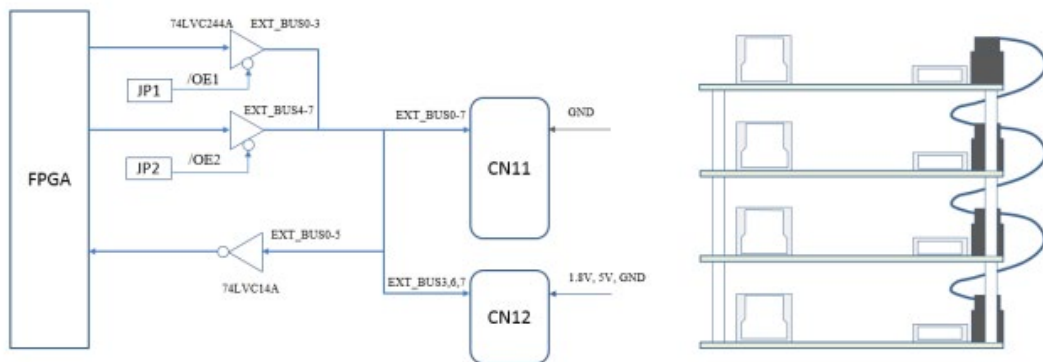 74LVC244A EXT_BUS0-3
/OE1
JP1
EXT_BUS4-7
EXT_BUS0-7
GND
/OE2
JP2
FPGA
CN11
EXT_BUS0-5
74LVC14A
EXT_BUS3,6,7
1.8V, 5V, GND
CN12